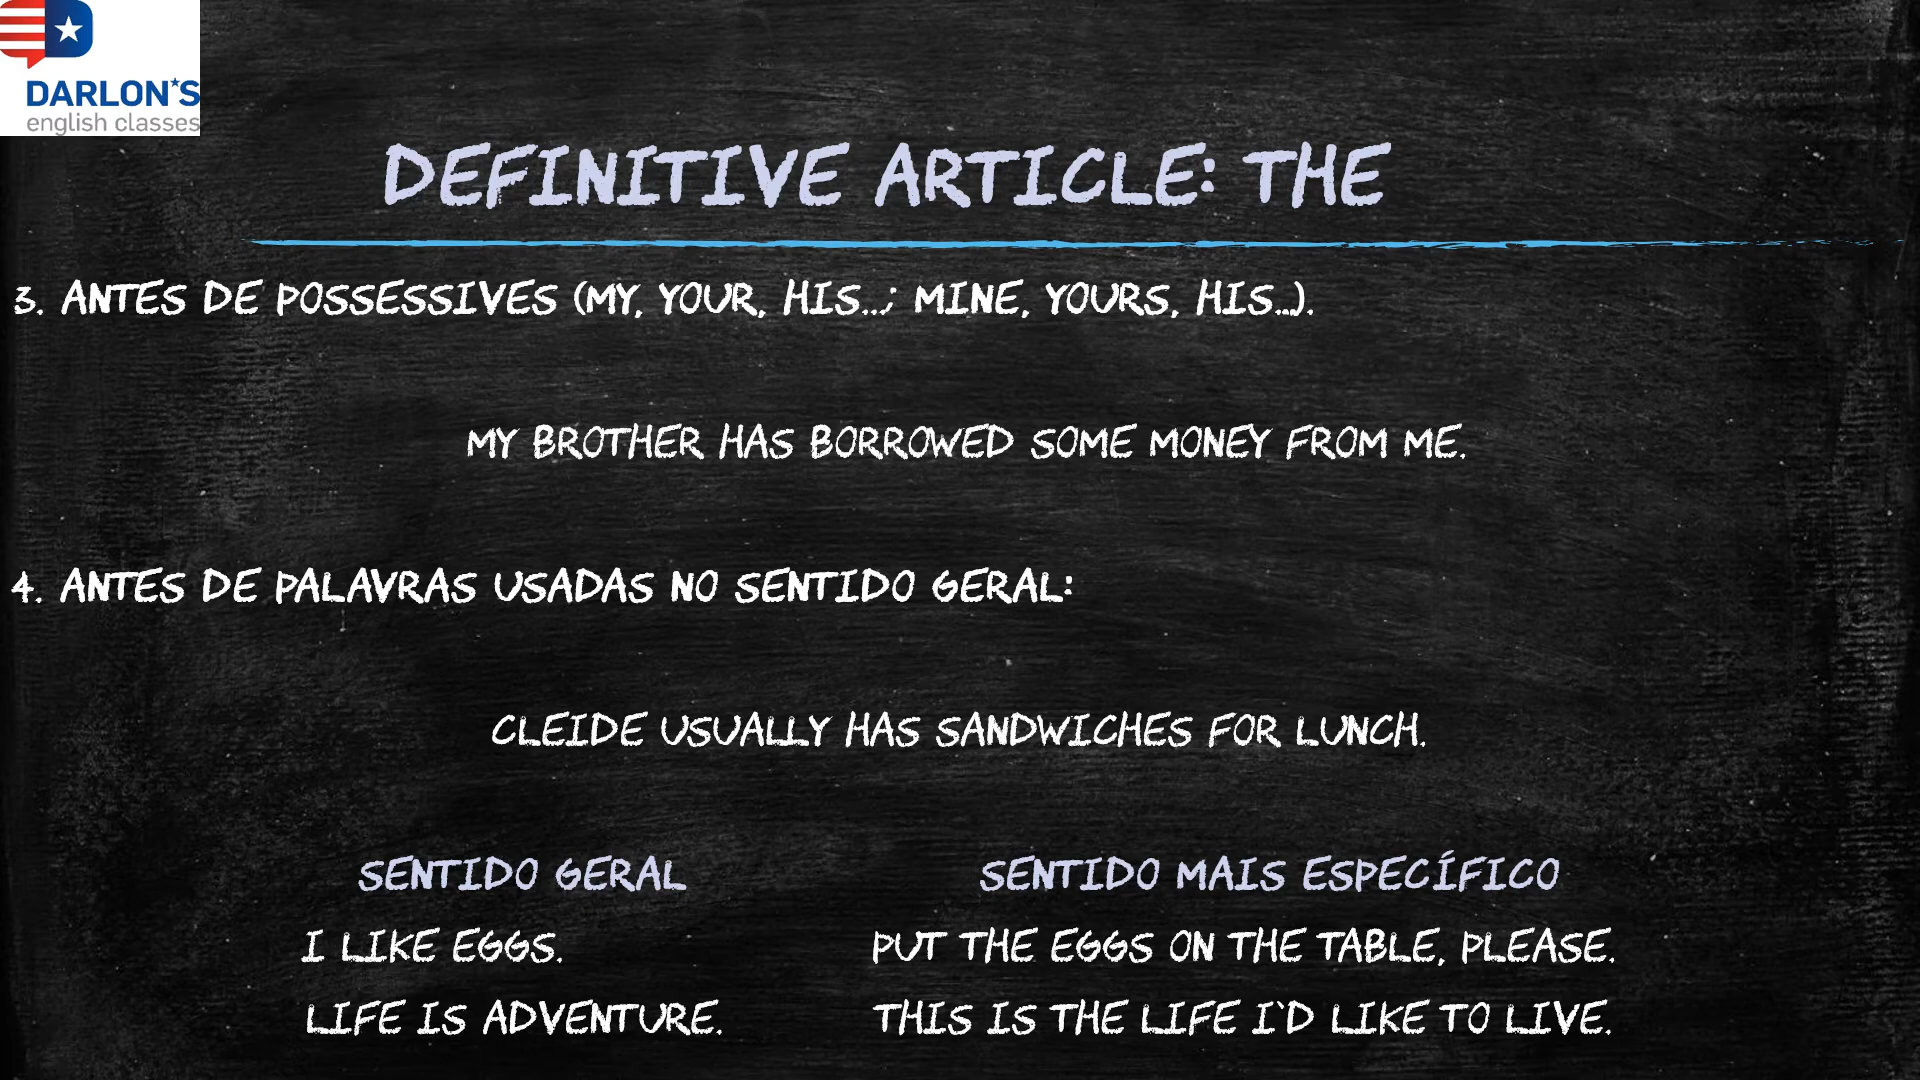 DARLON'S
english classes
DEFINITIVE ARTICLE: THE
3. ANTES DE POSSESSIVES (MY, YOUR, HIS...; MINE, YOURS, HIS...).
MY BROTHER HAS BORROWED SOME MONEY FROM ME.
4. ANTES DE PALAVRAS USADAS NO SENTIDO GERAL:
CLEIDE USUALLY HAS SANDWICHES FOR LUNCH.
SENTIDO GERAL SENTIDO MAIS ESPECÍFICO
I LIKE EGGS. PUT THE EGGS ON THE TABLE, PLEASE.
LIFE IS ADVENTURE. THIS IS THE LIFE I`D LIKE TO LIVE.